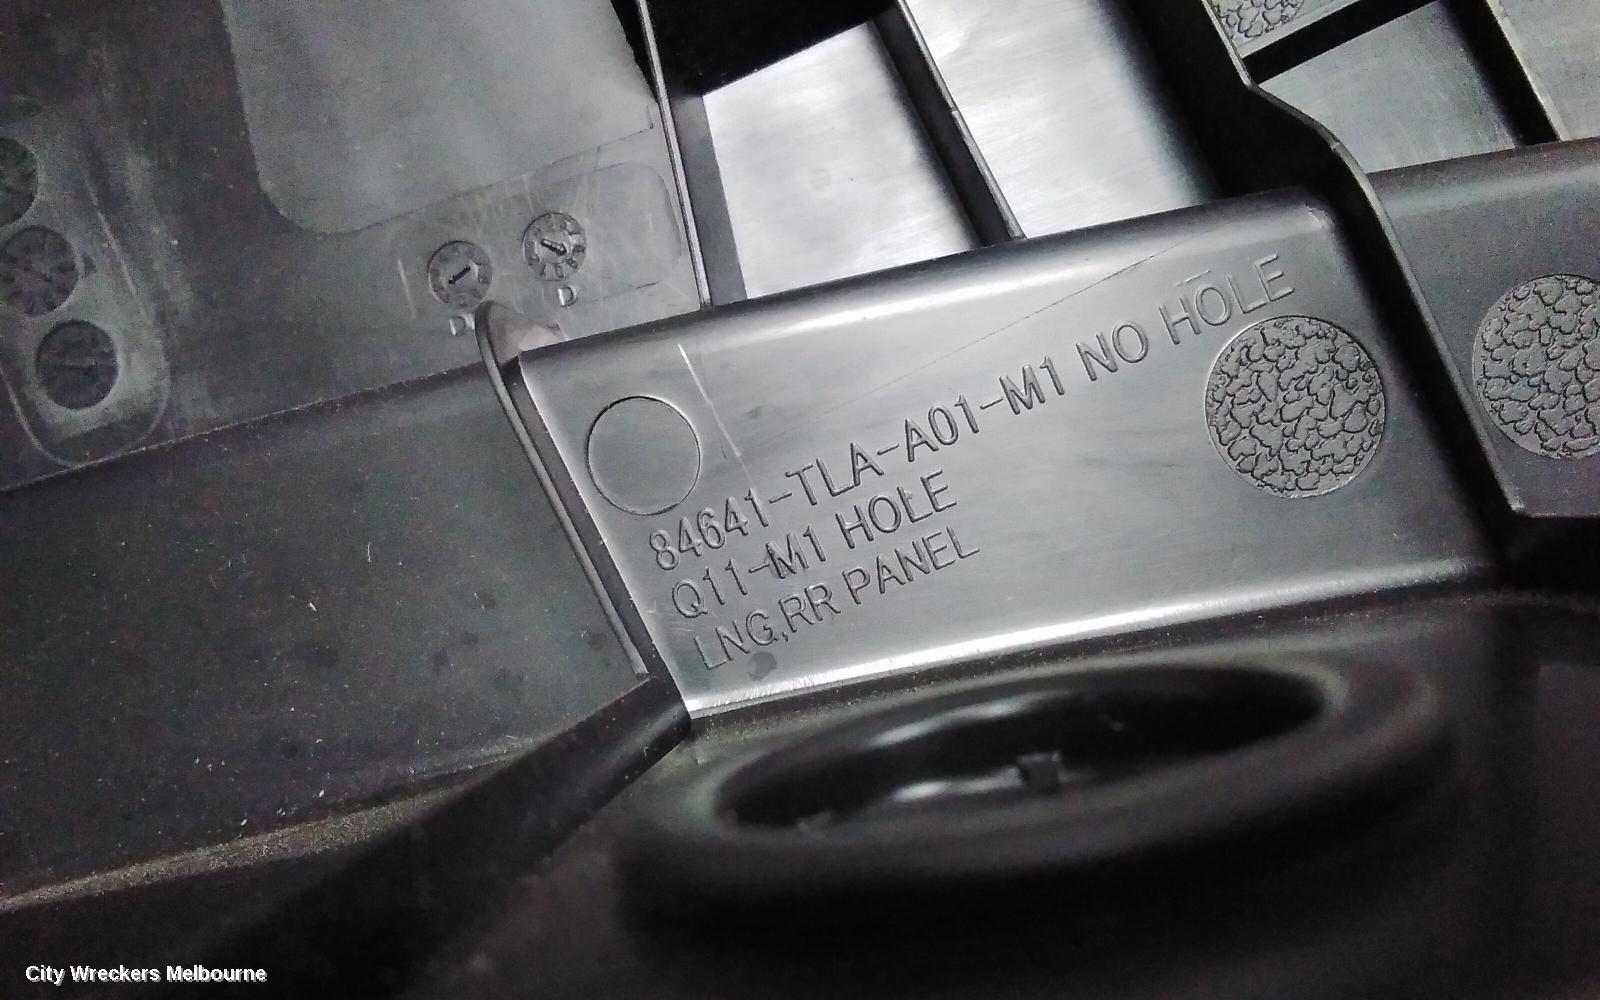 D
D
84641-TLA-A01-M1 NO HOLE
Q11-M1 HOLE
LNG,RR PANEL
City Wreckers Melbourne